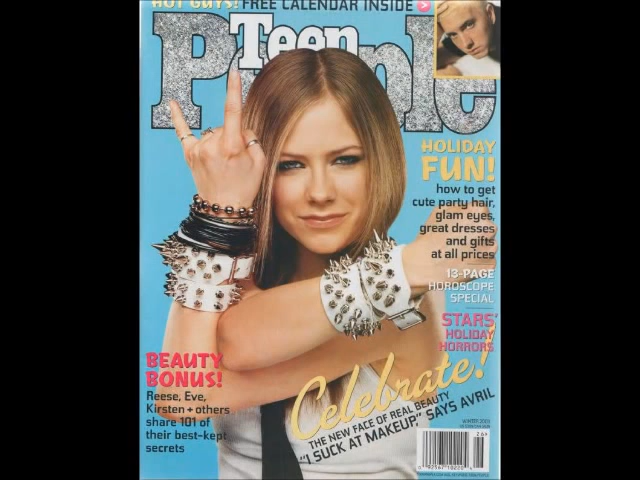 HOT GUYS! FREE CALENDAR INSIDE
Teen
People
HOLIDAY
FUN!
how to get
cute party hair,
glam eyes,
great dresses
and gifts
at all prices
13-PAGE
HOROSCOPE
SPECIAL
STARS'
HOLIDAY
HORRORS
BEAUTY
BONUS!
Reese, Eve,
Kirsten + others
share 101 of
their best-kept
secrets
Celebrate!
THE NEW FACE OF REAL BEAUTY
"I SUCK AT MAKEUP," SAYS AVRIL